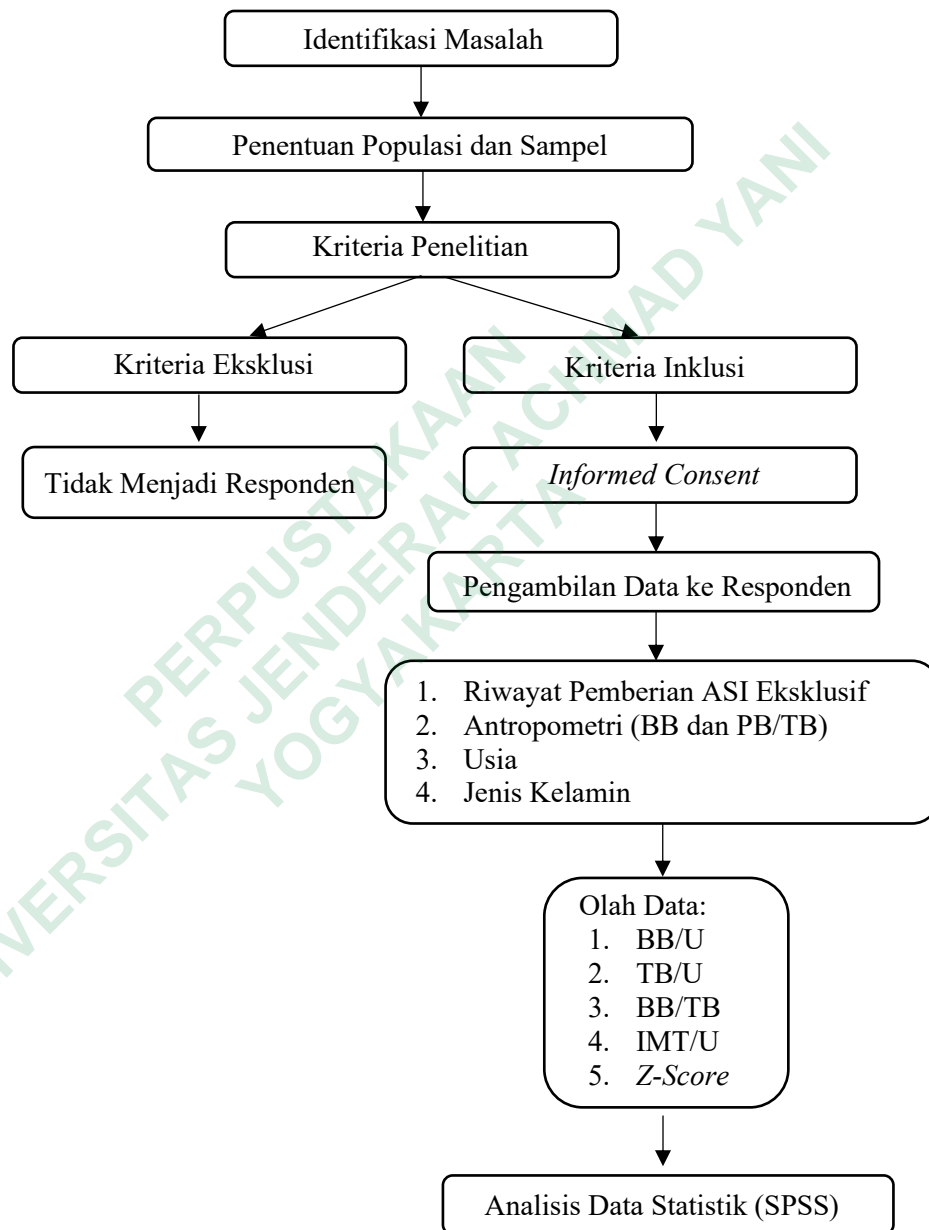 Identifikasi Masalah
Penentuan Populasi dan Sampel
Kriteria Penelitian
Kriteria Eksklusi
Kriteria Inklusi
Tidak Menjadi Responden
Informed Consent
Pengambilan Data ke Responden
1. Riwayat Pemberian ASI Eksklusif
2. Antropometri (BB dan PB/TB)
3. Usia
4. Jenis Kelamin
Olah Data:
1. BB/U
2. TB/U
3. BB/TB
4. IMT/U
5. Z-Score
Analisis Data Statistik (SPSS)
PERPUSTAKAAN
IVERSITAS JENDERAL ACHMAD YANI
YOGYAKARTA